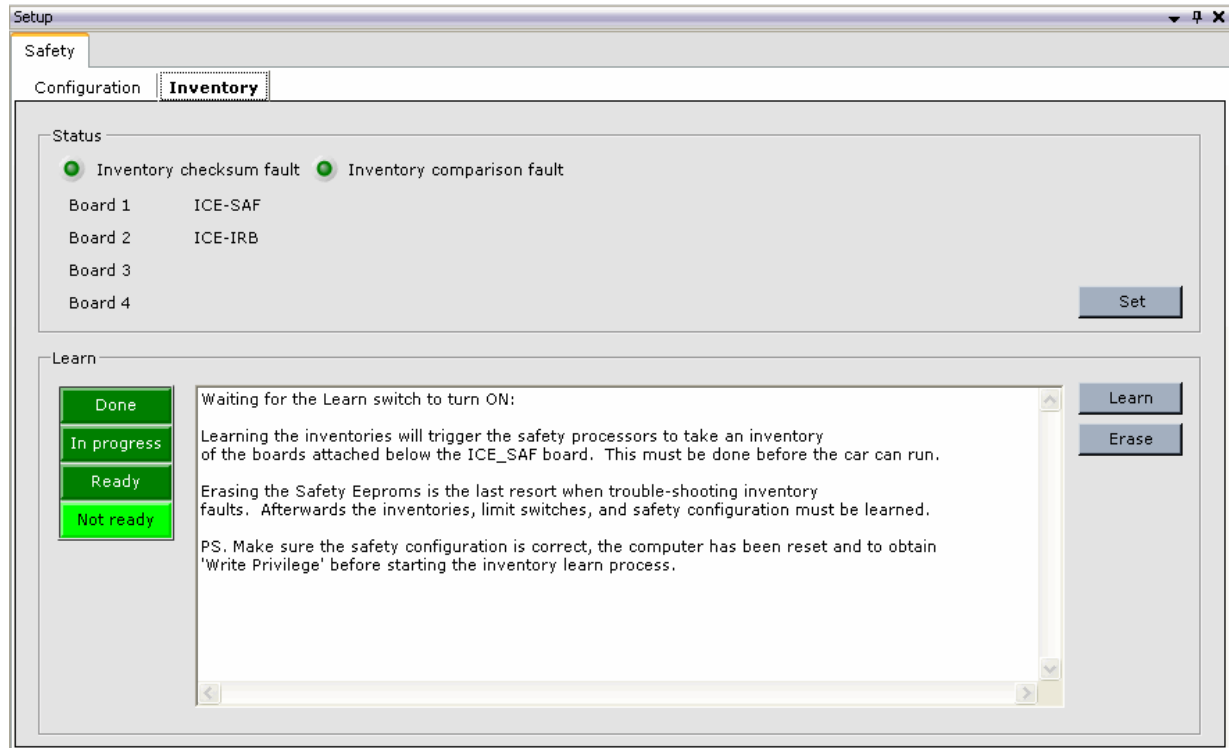 Setup
Safety
Configuration Inventory
Status
Inventory checksum fault Inventory comparison fault
Board 1 ICE-SAF
Board 2 ICE-IRB
Board 3
Board 4
Set
Learn
Done
In progress
Ready
Not ready
Waiting for the Learn switch to turn ON:
Learning the inventories will trigger the safety processors to take an inventory
of the boards attached below the ICE_SAF board. This must be done before the car can run.
Erasing the Safety Eeproms is the last resort when trouble-shooting inventory
faults. Afterwards the inventories, limit switches, and safety configuration must be learned.
PS. Make sure the safety configuration is correct, the computer has been reset and to obtain
'Write Privilege' before starting the inventory learn process.
Learn
Erase